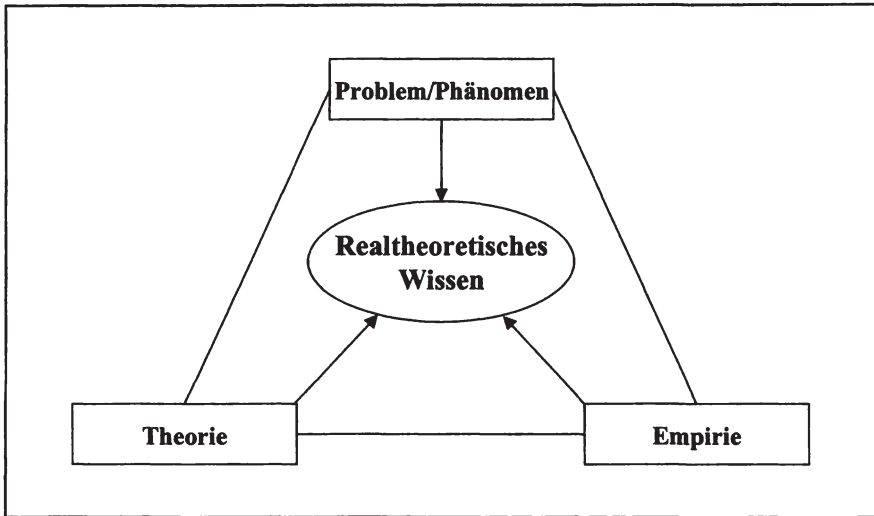 Problem/Phänomen
Realtheoretisches
Wissen
Theorie
Empirie